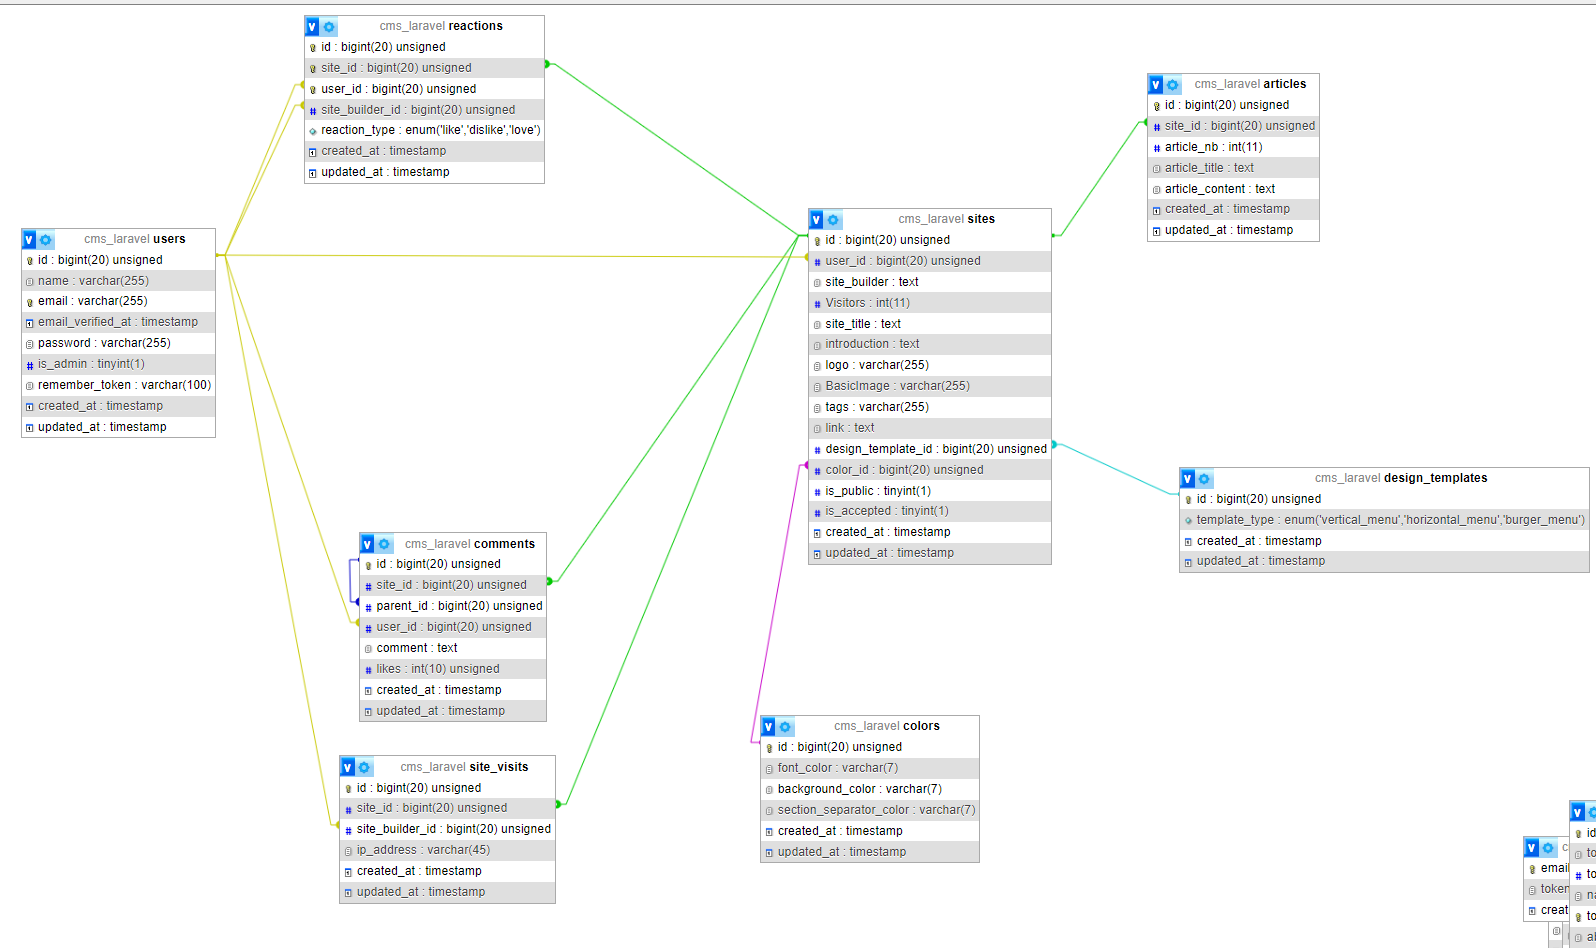 cms_laravel reactions
id : bigint(20) unsigned
site_id : bigint(20) unsigned
user_id : bigint(20) unsigned
site_builder_id : bigint(20) unsigned
reaction_type : enum('like','dislike','love')
created_at : timestamp
updated_at : timestamp
cms_laravel articles
id : bigint(20) unsigned
site_id : bigint(20) unsigned
article_nb : int(11)
article_title : text
article_content : text
created_at : timestamp
updated_at : timestamp
cms_laravel users
id : bigint(20) unsigned
name : varchar(255)
email : varchar(255)
email_verified_at : timestamp
password : varchar(255)
is_admin : tinyint(1)
remember_token : varchar(100)
created_at : timestamp
updated_at : timestamp
cms_laravel sites
id : bigint(20) unsigned
user_id : bigint(20) unsigned
site_builder : text
Visitors : int(11)
site_title : text
introduction : text
logo : varchar(255)
BasicImage : varchar(255)
tags : varchar(255)
link : text
design_template_id : bigint(20) unsigned
color_id : bigint(20) unsigned
is_public : tinyint(1)
is_accepted : tinyint(1)
created_at : timestamp
updated_at : timestamp
cms_laravel design_templates
id : bigint(20) unsigned
template_type : enum('vertical_menu','horizontal_menu','burger_menu')
created_at : timestamp
updated_at : timestamp
cms_laravel comments
id : bigint(20) unsigned
site_id : bigint(20) unsigned
parent_id : bigint(20) unsigned
user_id : bigint(20) unsigned
comment : text
likes : int(10) unsigned
created_at : timestamp
updated_at : timestamp
cms_laravel colors
id : bigint(20) unsigned
font_color : varchar(7)
background_color : varchar(7)
section_separator_color : varchar(7)
created_at : timestamp
updated_at : timestamp
cms_laravel site_visits
id : bigint(20) unsigned
site_id : bigint(20) unsigned
site_builder_id : bigint(20) unsigned
ip_address : varchar(45)
created_at : timestamp
updated_at : timestamp
email
token
creat
id
to
to
na
to